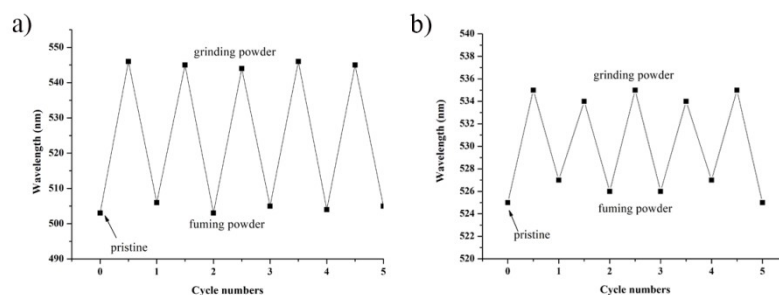 a)
550
540
530
520
510
500
490
Wavelength (nm)
grinding powder
fuming powder
pristine
0 1 2 3 4 5
Cycle numbers
b)
540
538
536
534
532
530
528
526
524
522
520
Wavelength (nm)
grinding powder
fuming powder
pristine
0 1 2 3 4 5
Cycle numbers